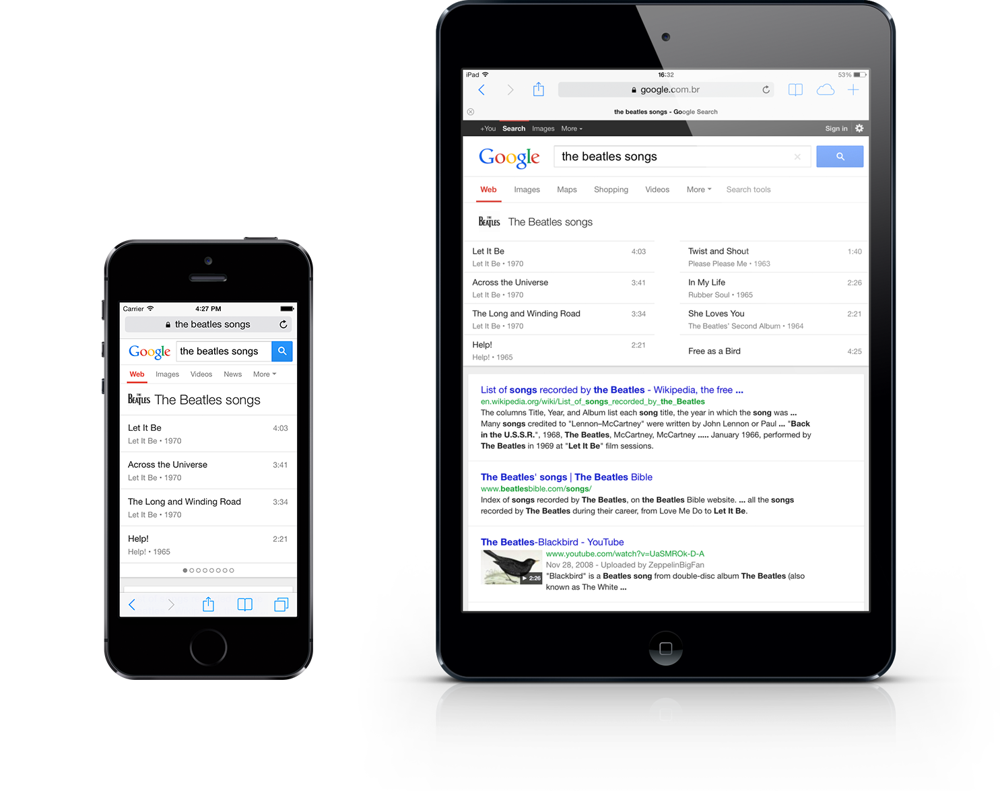 Carrier 4:27 PM
the beatles songs
Google the beatles songs
Web Images Videos News More
THE BEATLES The Beatles songs
Let It Be 4:03
Let It Be • 1970
Across the Universe 3:41
Let It Be • 1970
The Long and Winding Road 3:34
Let It Be • 1970
Help! 2:21
Help! • 1965
iPad 16:32 53%
google.com.br
the beatles songs - Google Search
+You Search Images More Sign in
Google the beatles songs
Web Images Maps Shopping Videos More Search tools
THE BEATLES The Beatles songs
Let It Be 4:03
Let It Be • 1970
Across the Universe 3:41
Let It Be • 1970
The Long and Winding Road 3:34
Let It Be • 1970
Help! 2:21
Help! • 1965
Twist and Shout 1:40
Please Please Me • 1963
In My Life 2:26
Rubber Soul • 1965
She Loves You 2:21
The Beatles' Second Album • 1964
Free as a Bird 4:25
List of songs recorded by the Beatles - Wikipedia, the free ...
en.wikipedia.org/wiki/List_of_songs_recorded_by_the_Beatles
The columns Title, Year, and Album list each song title, the year in which the song was ...
Many songs credited to "Lennon–McCartney" were written by John Lennon or Paul ... "Back
in the U.S.S.R.", 1968, The Beatles, McCartney, McCartney ..... January 1966, performed by
The Beatles in 1969 at "Let It Be" film sessions.
The Beatles' songs | The Beatles Bible
www.beatlesbible.com/songs/
Index of songs recorded by The Beatles, on the Beatles Bible website. ... all the songs
recorded by The Beatles during their career, from Love Me Do to Let It Be.
The Beatles-Blackbird - YouTube
www.youtube.com/watch?v=UaSMROk-D-A
Nov 28, 2008 - Uploaded by ZeppelinBigFan
2:26
"Blackbird" is a Beatles song from double-disc album The Beatles (also
known as The White ...